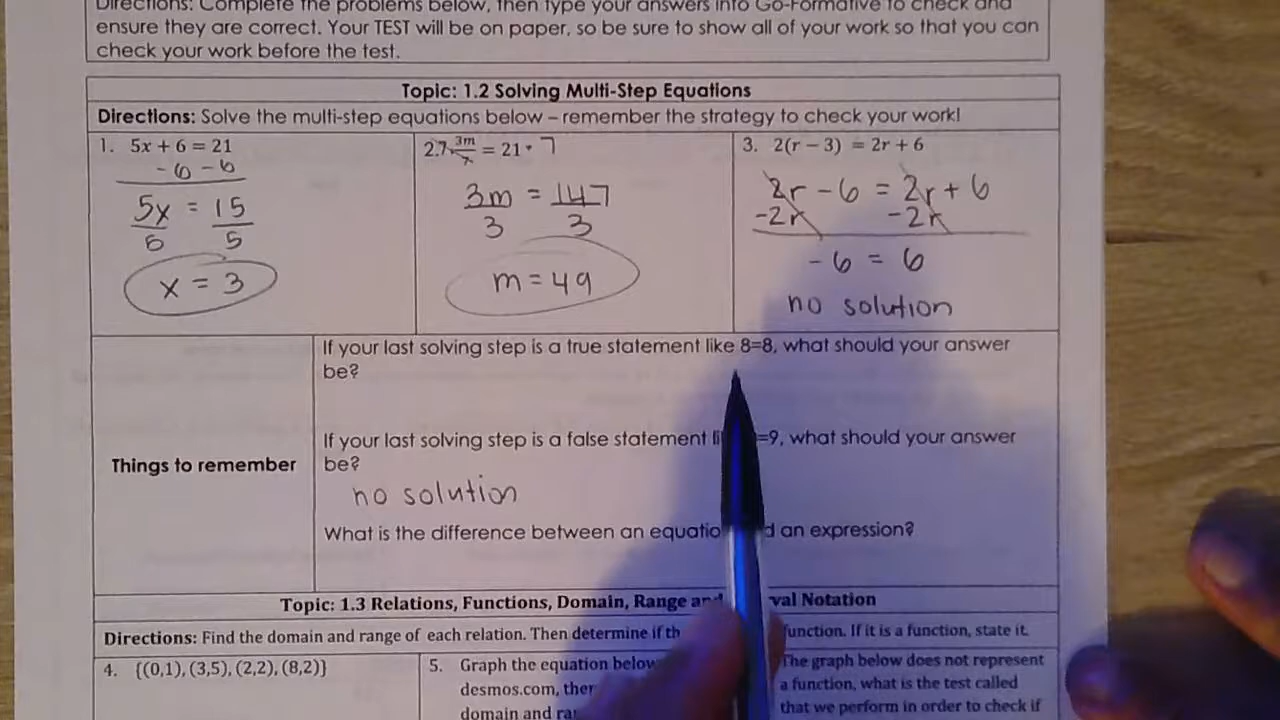 Directions: Complete the problems below, then type your answers into Go-Formative to check and
ensure they are correct. Your TEST will be on paper, so be sure to show all of your work so that you can
check your work before the test.
Topic: 1.2 Solving Multi-Step Equations
Directions: Solve the multi-step equations below – remember the strategy to check your work!
1. 5x + 6 = 21
- 6 - 6
5x = 15
5 5
x = 3
2. 7 · 3m/7 = 21 · 7
3m = 147
3 3
m = 49
3. 2(r − 3) = 2r + 6
2r - 6 = 2r + 6
-2r -2r
-6 = 6
no solution
Things to remember
If your last solving step is a true statement like 8=8, what should your answer
be?
If your last solving step is a false statement =9, what should your answer
be?
no solution
What is the difference between an equation an expression?
Topic: 1.3 Relations, Functions, Domain, Range and Notation
Directions: Find the domain and range of each relation. Then determine if function. If it is a function, state it.
4. {(0,1), (3,5), (2,2), (8,2)}
5. Graph the equation below
desmos.com,
domain and
The graph below does not represent
a function, what is the test called
that we perform in order to check if